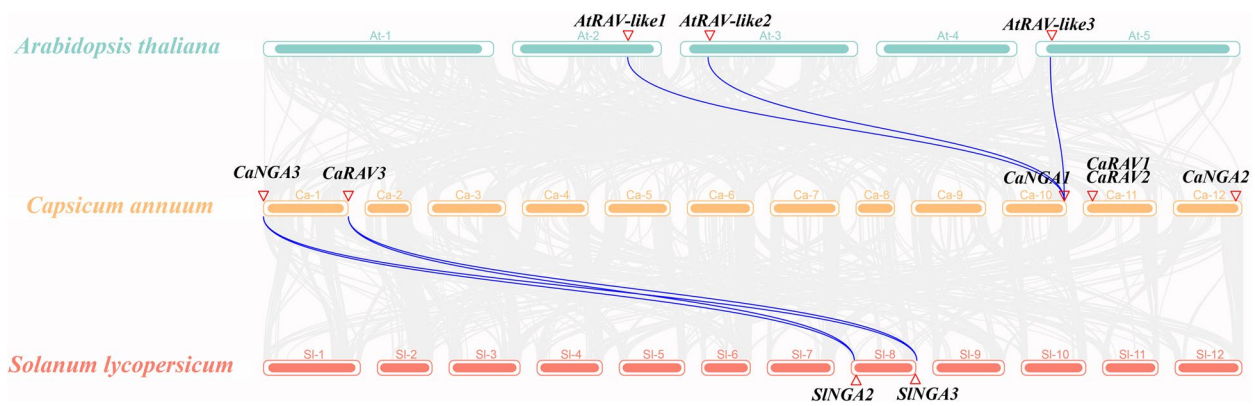 AtRAV-like1 AtRAV-like2 AtRAV-like3
Arabidopsis thaliana At-1 At-2 At-3 At-4 At-5
CaNGA3 CaRAV3 CaNGA1 CaRAV1 CaRAV2 CaNGA2
Capsicum annuum Ca-1 Ca-2 Ca-3 Ca-4 Ca-5 Ca-6 Ca-7 Ca-8 Ca-9 Ca-10 Ca-11 Ca-12
Solanum lycopersicum Sl-1 Sl-2 Sl-3 Sl-4 Sl-5 Sl-6 Sl-7 Sl-8 Sl-9 Sl-10 Sl-11 Sl-12
SlNGA2 SlNGA3